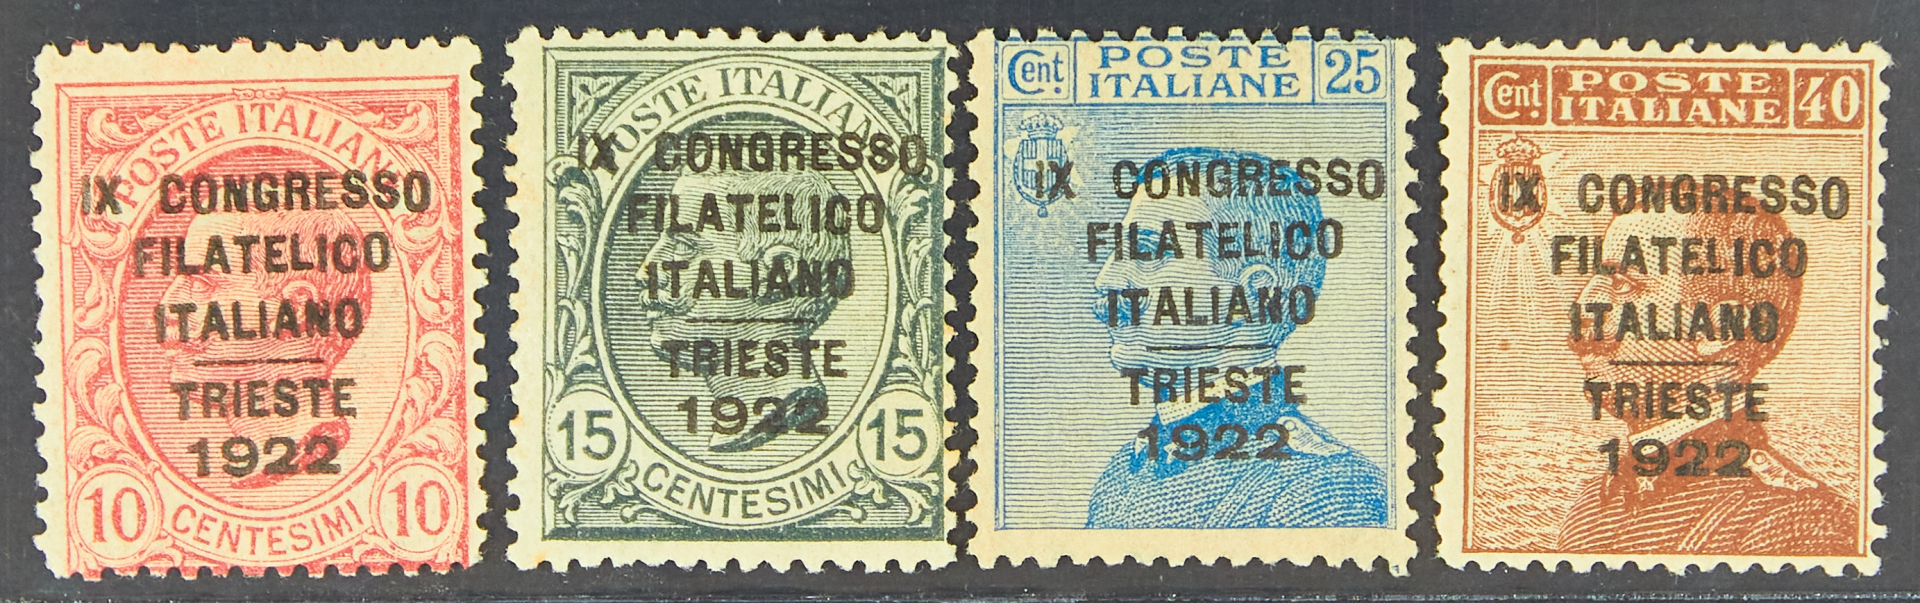 POSTE ITALIANE
IX CONGRESSO
FILATELICO
ITALIANO
TRIESTE
1922
10 CENTESIMI 10
POSTE ITALIANE
IX CONGRESSO
FILATELICO
ITALIANO
TRIESTE
1922
15 CENTESIMI 15
Cent. POSTE 25
ITALIANE
IX CONGRESSO
FILATELICO
ITALIANO
TRIESTE
1922
Cent. POSTE 40
ITALIANE
IX CONGRESSO
FILATELICO
ITALIANO
TRIESTE
1922